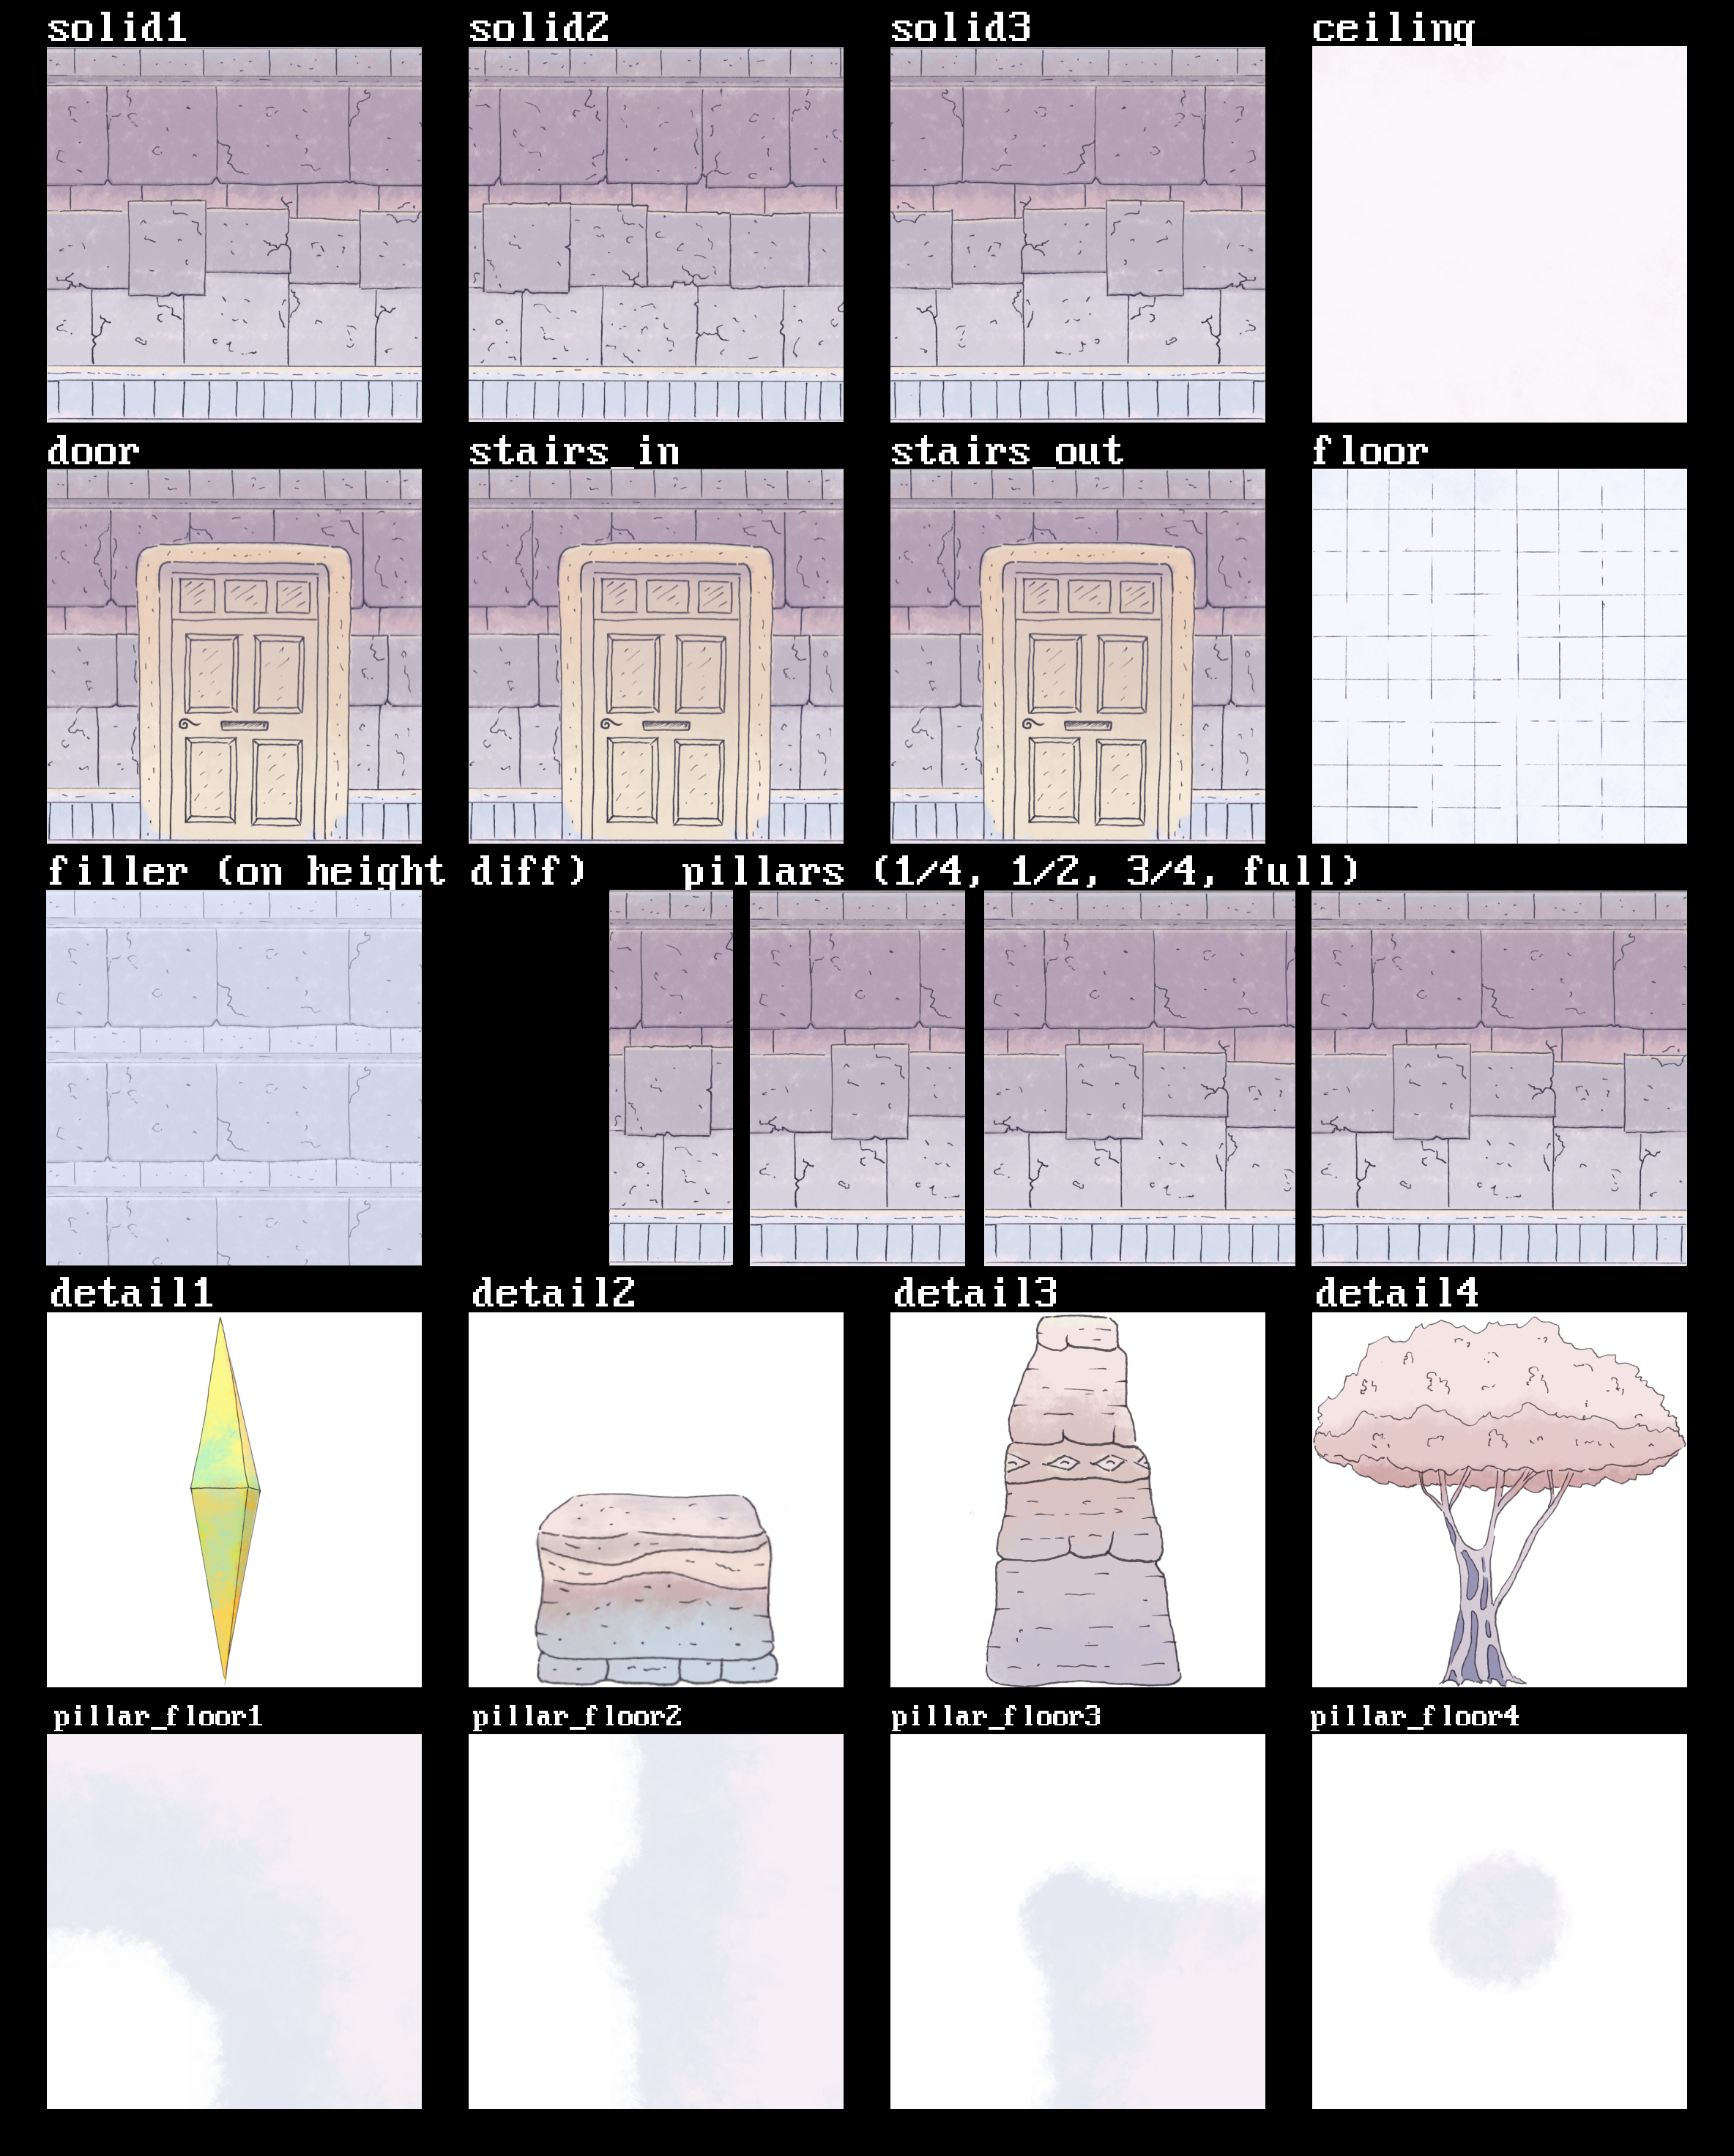 solid1 solid2 solid3 ceiling
door stairs_in stairs_out floor
filler (on height diff) pillars (1/4, 1/2, 3/4, full)
detail1 detail2 detail3 detail4
pillar_floor1 pillar_floor2 pillar_floor3 pillar_floor4